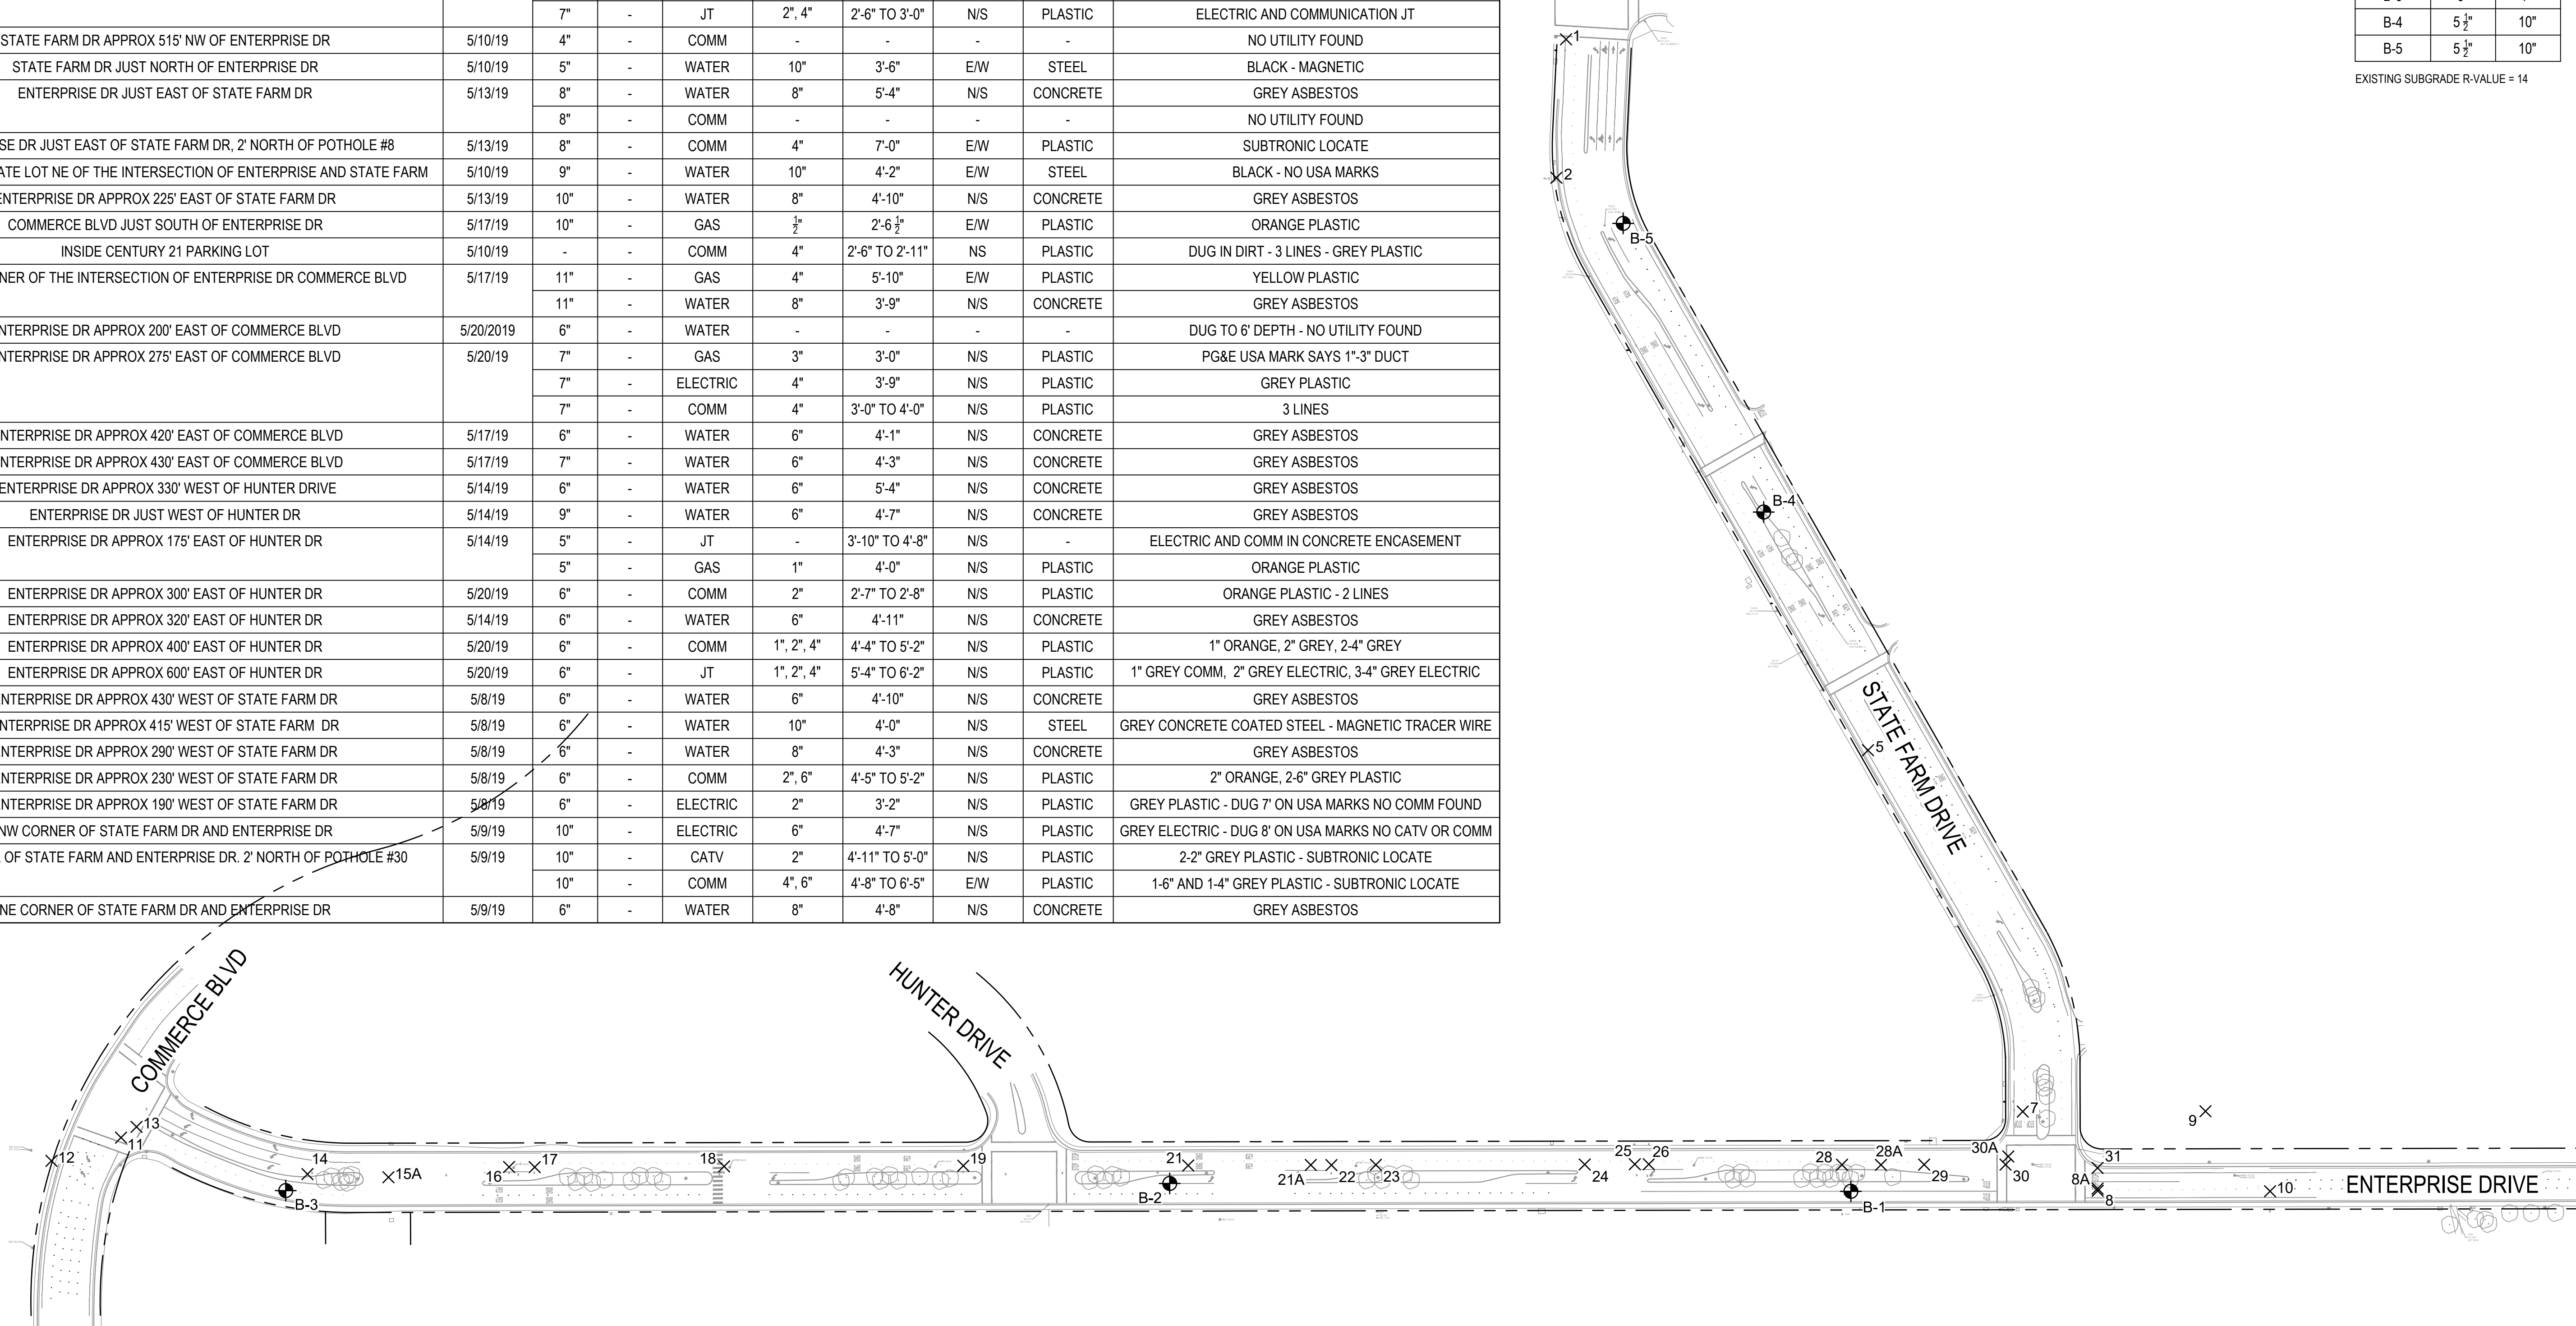 7" - JT 2", 4" 2'-6" TO 3'-0" N/S PLASTIC ELECTRIC AND COMMUNICATION JT
STATE FARM DR APPROX 515' NW OF ENTERPRISE DR 5/10/19 4" - COMM - - - - NO UTILITY FOUND
STATE FARM DR JUST NORTH OF ENTERPRISE DR 5/10/19 5" - WATER 10" 3'-6" E/W STEEL BLACK - MAGNETIC
ENTERPRISE DR JUST EAST OF STATE FARM DR 5/13/19 8" - WATER 8" 5'-4" N/S CONCRETE GREY ASBESTOS
8" - COMM - - - - NO UTILITY FOUND
SE DR JUST EAST OF STATE FARM DR, 2' NORTH OF POTHOLE #8 5/13/19 8" - COMM 4" 7'-0" E/W PLASTIC SUBTRONIC LOCATE
ATE LOT NE OF THE INTERSECTION OF ENTERPRISE AND STATE FARM 5/10/19 9" - WATER 10" 4'-2" E/W STEEL BLACK - NO USA MARKS
ENTERPRISE DR APPROX 225' EAST OF STATE FARM DR 5/13/19 10" - WATER 8" 4'-10" N/S CONCRETE GREY ASBESTOS
COMMERCE BLVD JUST SOUTH OF ENTERPRISE DR 5/17/19 10" - GAS 1/2" 2'-6 1/2" E/W PLASTIC ORANGE PLASTIC
INSIDE CENTURY 21 PARKING LOT 5/10/19 - - COMM 4" 2'-6" TO 2'-11" NS PLASTIC DUG IN DIRT - 3 LINES - GREY PLASTIC
NER OF THE INTERSECTION OF ENTERPRISE DR COMMERCE BLVD 5/17/19 11" - GAS 4" 5'-10" E/W PLASTIC YELLOW PLASTIC
11" - WATER 8" 3'-9" N/S CONCRETE GREY ASBESTOS
NTERPRISE DR APPROX 200' EAST OF COMMERCE BLVD 5/20/2019 6" - WATER - - - - DUG TO 6' DEPTH - NO UTILITY FOUND
NTERPRISE DR APPROX 275' EAST OF COMMERCE BLVD 5/20/19 7" - GAS 3" 3'-0" N/S PLASTIC PG&E USA MARK SAYS 1"-3" DUCT
7" - ELECTRIC 4" 3'-9" N/S PLASTIC GREY PLASTIC
7" - COMM 4" 3'-0" TO 4'-0" N/S PLASTIC 3 LINES
NTERPRISE DR APPROX 420' EAST OF COMMERCE BLVD 5/17/19 6" - WATER 6" 4'-1" N/S CONCRETE GREY ASBESTOS
NTERPRISE DR APPROX 430' EAST OF COMMERCE BLVD 5/17/19 7" - WATER 6" 4'-3" N/S CONCRETE GREY ASBESTOS
ENTERPRISE DR APPROX 330' WEST OF HUNTER DRIVE 5/14/19 6" - WATER 6" 5'-4" N/S CONCRETE GREY ASBESTOS
ENTERPRISE DR JUST WEST OF HUNTER DR 5/14/19 9" - WATER 6" 4'-7" N/S CONCRETE GREY ASBESTOS
ENTERPRISE DR APPROX 175' EAST OF HUNTER DR 5/14/19 5" - JT - 3'-10" TO 4'-8" N/S - ELECTRIC AND COMM IN CONCRETE ENCASEMENT
5" - GAS 1" 4'-0" N/S PLASTIC ORANGE PLASTIC
ENTERPRISE DR APPROX 300' EAST OF HUNTER DR 5/20/19 6" - COMM 2" 2'-7" TO 2'-8" N/S PLASTIC ORANGE PLASTIC - 2 LINES
ENTERPRISE DR APPROX 320' EAST OF HUNTER DR 5/14/19 6" - WATER 6" 4'-11" N/S CONCRETE GREY ASBESTOS
ENTERPRISE DR APPROX 400' EAST OF HUNTER DR 5/20/19 6" - COMM 1", 2", 4" 4'-4" TO 5'-2" N/S PLASTIC 1" ORANGE, 2" GREY, 2-4" GREY
ENTERPRISE DR APPROX 600' EAST OF HUNTER DR 5/20/19 6" - JT 1", 2", 4" 5'-4" TO 6'-2" N/S PLASTIC 1" GREY COMM, 2" GREY ELECTRIC, 3-4" GREY ELECTRIC
NTERPRISE DR APPROX 430' WEST OF STATE FARM DR 5/8/19 6" - WATER 6" 4'-10" N/S CONCRETE GREY ASBESTOS
NTERPRISE DR APPROX 415' WEST OF STATE FARM DR 5/8/19 6" - WATER 10" 4'-0" N/S STEEL GREY CONCRETE COATED STEEL - MAGNETIC TRACER WIRE
NTERPRISE DR APPROX 290' WEST OF STATE FARM DR 5/8/19 6" - WATER 8" 4'-3" N/S CONCRETE GREY ASBESTOS
NTERPRISE DR APPROX 230' WEST OF STATE FARM DR 5/8/19 6" - COMM 2", 6" 4'-5" TO 5'-2" N/S PLASTIC 2" ORANGE, 2-6" GREY PLASTIC
NTERPRISE DR APPROX 190' WEST OF STATE FARM DR 5/8/19 6" - ELECTRIC 2" 3'-2" N/S PLASTIC GREY PLASTIC - DUG 7' ON USA MARKS NO COMM FOUND
NW CORNER OF STATE FARM DR AND ENTERPRISE DR 5/9/19 10" - ELECTRIC 6" 4'-7" N/S PLASTIC GREY ELECTRIC - DUG 8' ON USA MARKS NO CATV OR COMM
OF STATE FARM AND ENTERPRISE DR. 2' NORTH OF POTHOLE #30 5/9/19 10" - CATV 2" 4'-11" TO 5'-0" N/S PLASTIC 2-2" GREY PLASTIC - SUBTRONIC LOCATE
10" - COMM 4", 6" 4'-8" TO 6'-5" E/W PLASTIC 1-6" AND 1-4" GREY PLASTIC - SUBTRONIC LOCATE
NE CORNER OF STATE FARM DR AND ENTERPRISE DR 5/9/19 6" - WATER 8" 4'-8" N/S CONCRETE GREY ASBESTOS
B-4 5 1/2" 10"
B-5 5 1/2" 10"
EXISTING SUBGRADE R-VALUE = 14
1
2
B-5
B-4
5
STATE FARM DRIVE
COMMERCE BLVD
HUNTER DRIVE
7
9
13
11
12
14
15A
16
17
18
19
B-3
21
B-2
21A
22
23
24
25
26
28
28A
29
B-1
30A
30
31
8A
8
10
ENTERPRISE DRIVE